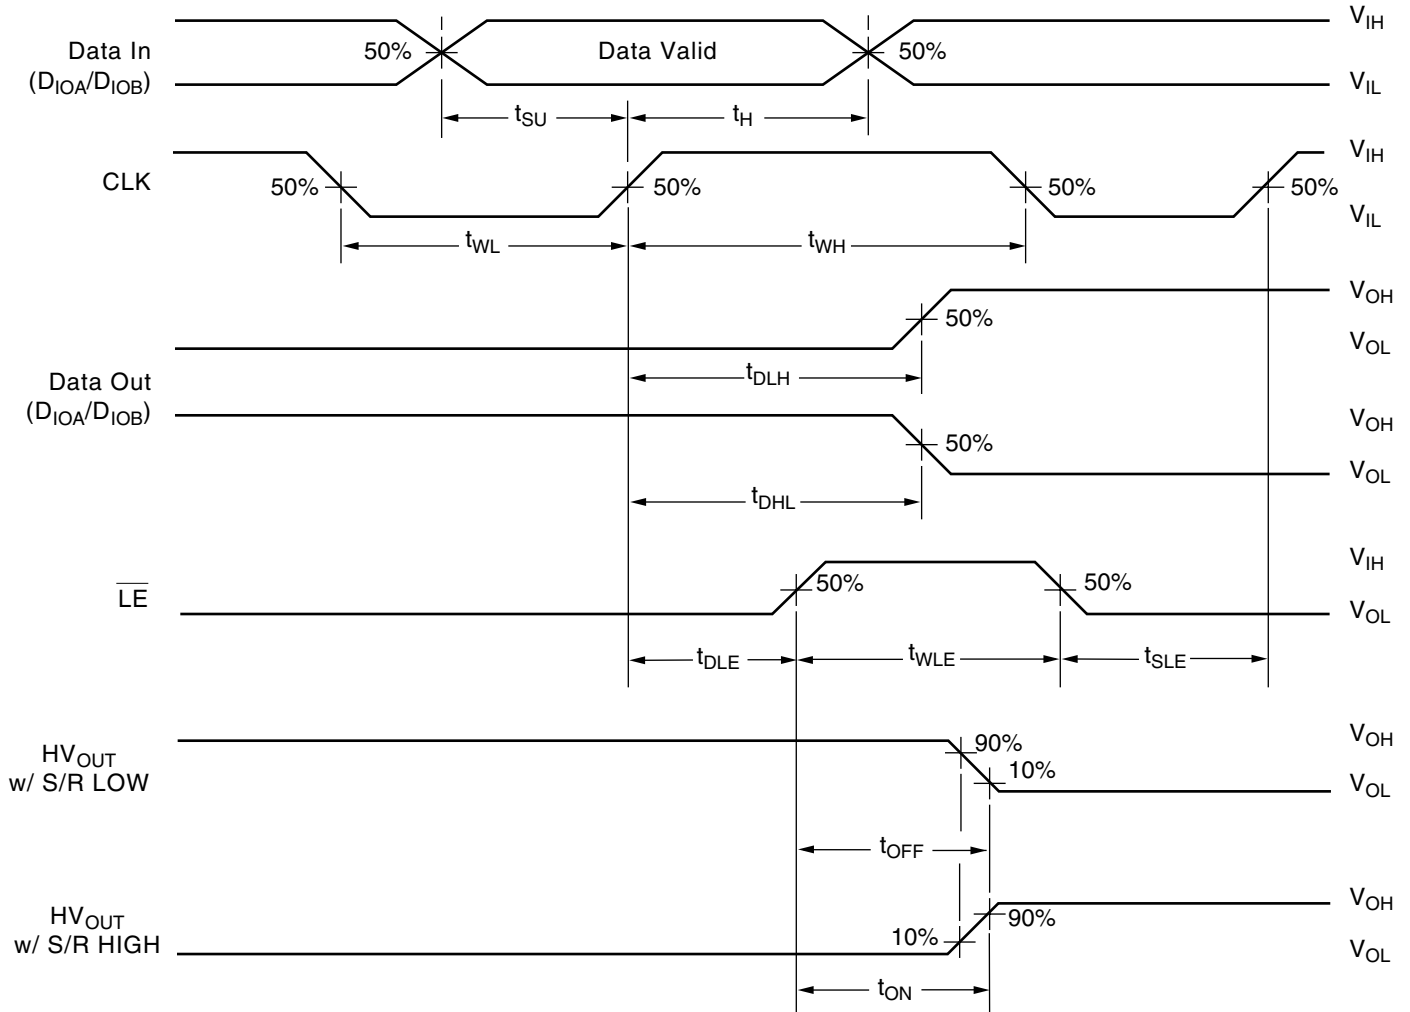 V_IH
Data In
(D_IOA/D_IOB)
50%
Data Valid
50%
V_IL
t_SU
t_H
V_IH
CLK
50%
50%
50%
50%
V_IL
t_WL
t_WH
V_OH
50%
V_OL
t_DLH
Data Out
(D_IOA/D_IOB)
V_OH
50%
V_OL
t_DHL
V_IH
LE
50%
50%
V_OL
t_DLE
t_WLE
t_SLE
V_OH
HV_OUT
w/ S/R LOW
90%
10%
V_OL
t_OFF
V_OH
HV_OUT
w/ S/R HIGH
10%
90%
V_OL
t_ON